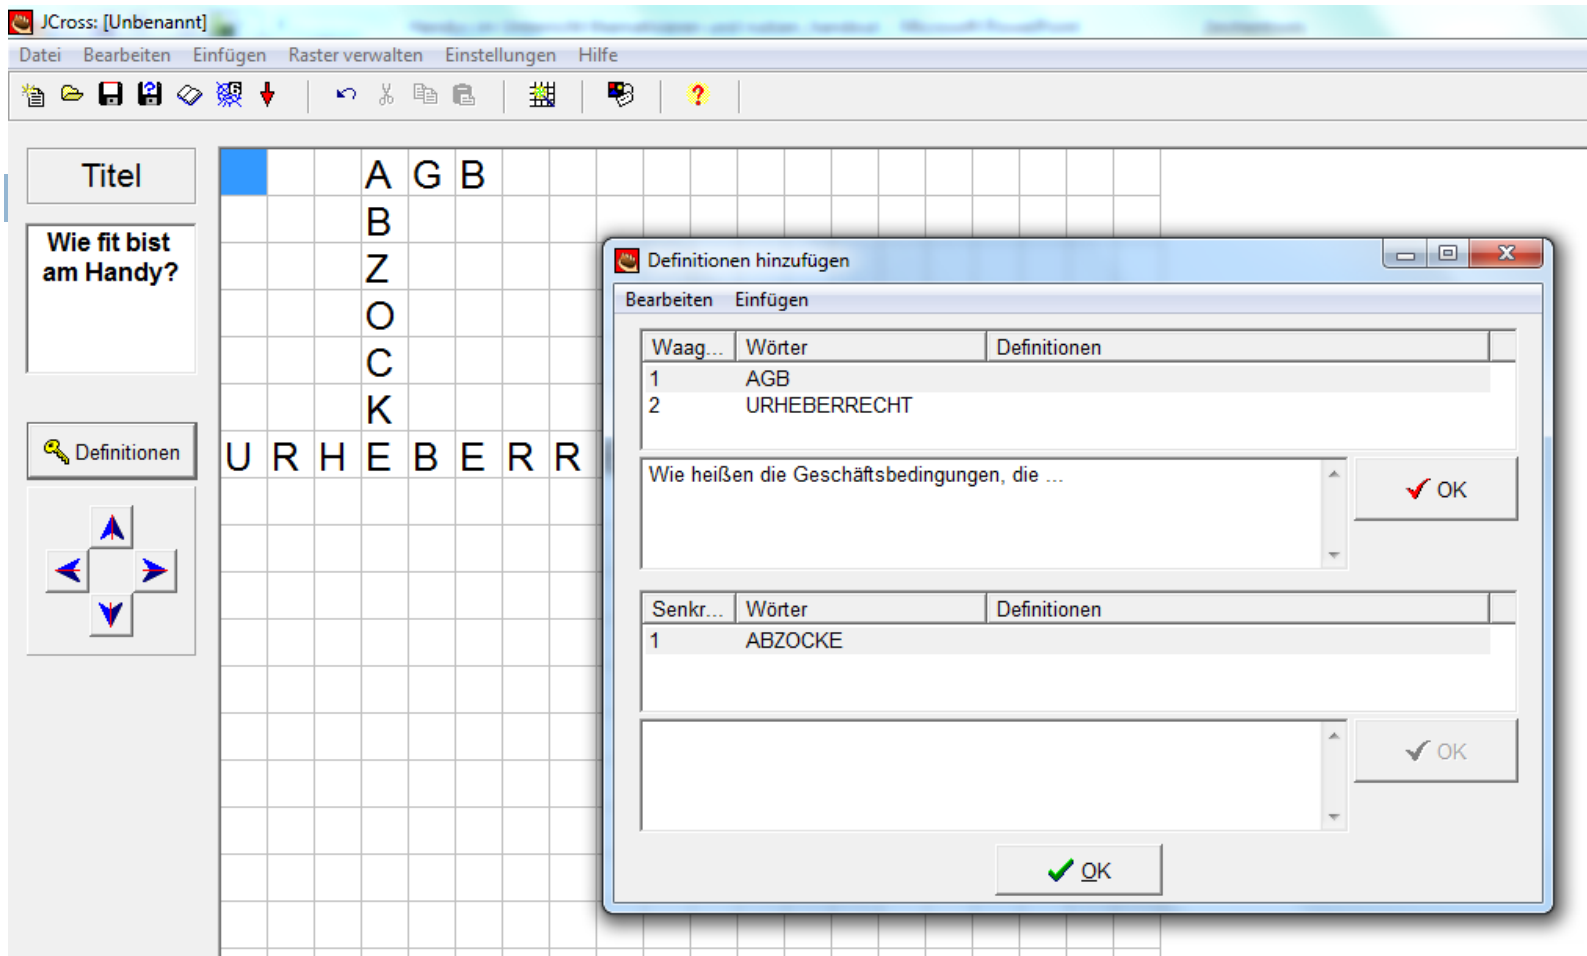 JCross: [Unbenannt]
Datei Bearbeiten Einfügen Raster verwalten Einstellungen Hilfe
Titel
Wie fit bist
am Handy?
Definitionen
A G B
B
Z
O
C
K
U R H E B E R R
Definitionen hinzufügen
Bearbeiten Einfügen
Waag... Wörter Definitionen
1 AGB
2 URHEBERRECHT
Wie heißen die Geschäftsbedingungen, die ...
OK
Senkr... Wörter Definitionen
1 ABZOCKE
OK
OK